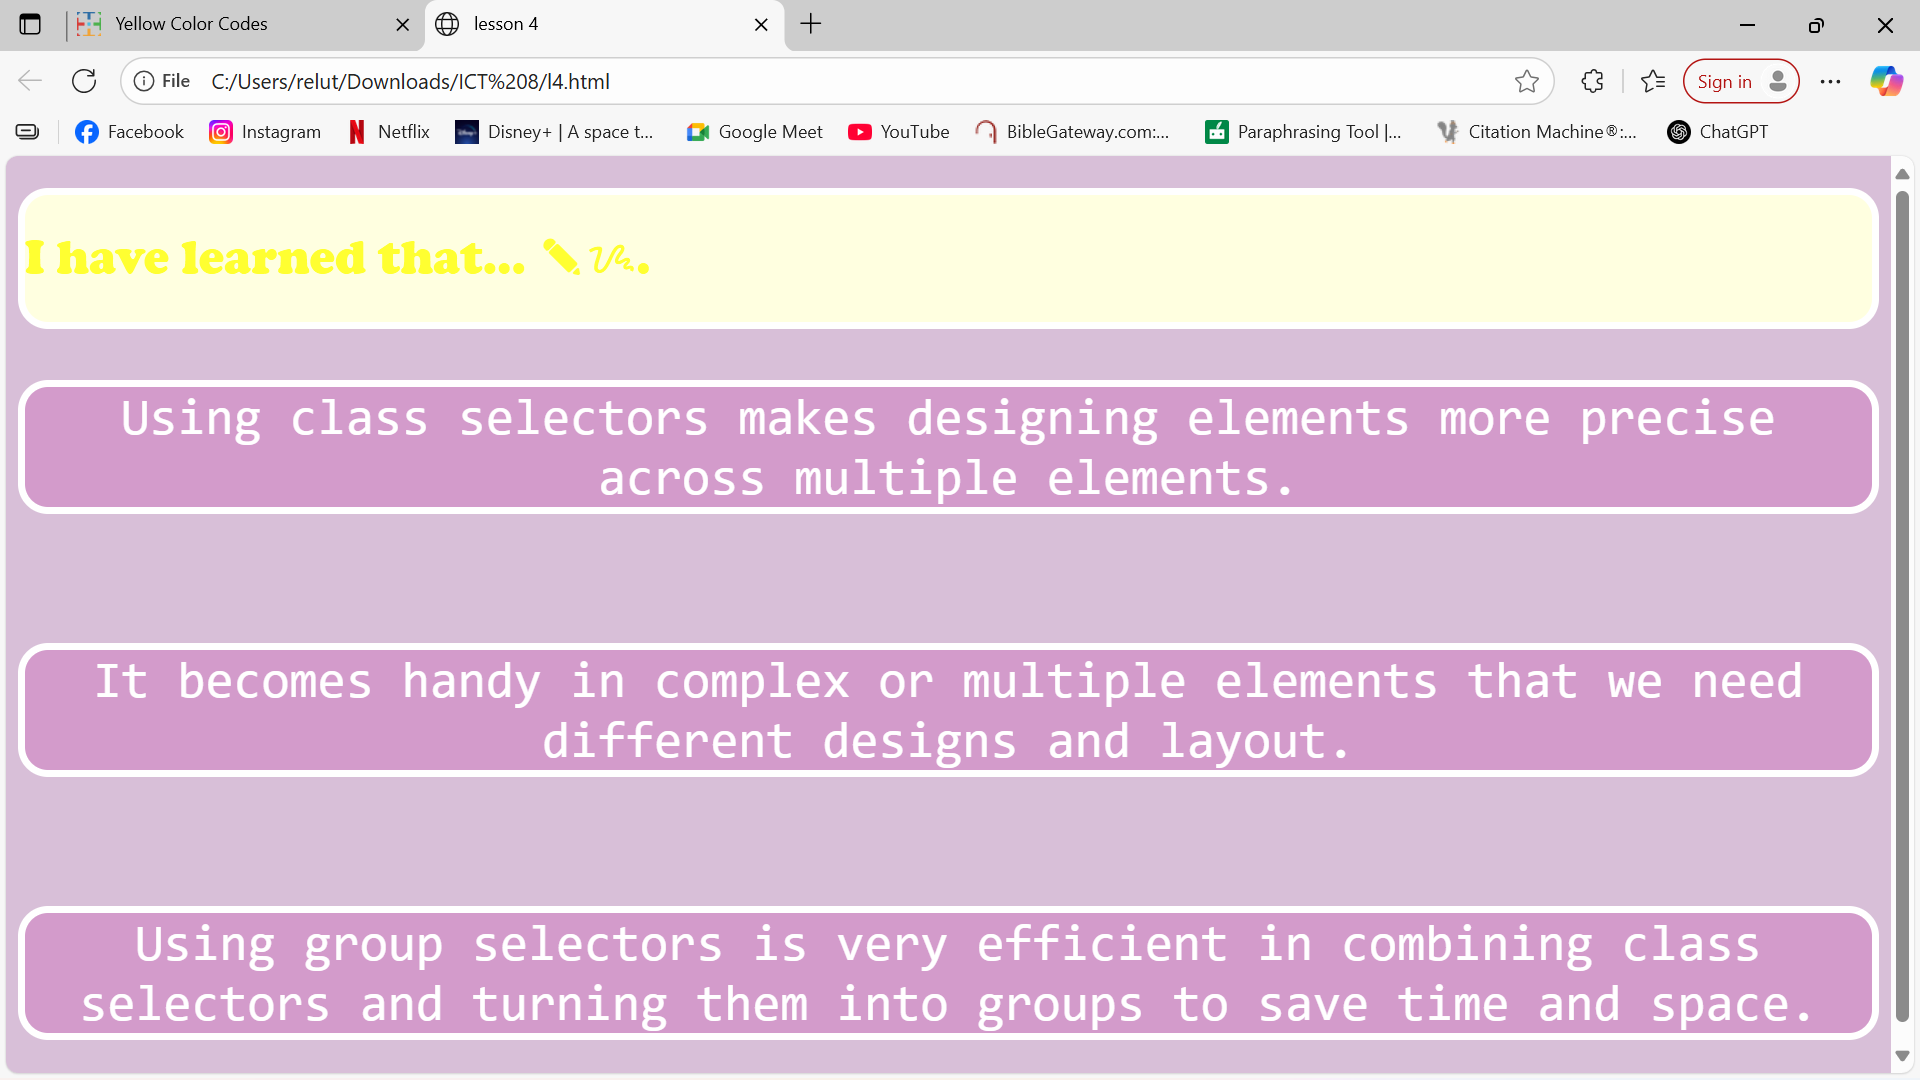 Yellow Color Codes
lesson 4
File C:/Users/relut/Downloads/ICT%208/l4.html
Sign in
Facebook Instagram Netflix Disney+ | A space t... Google Meet YouTube BibleGateway.com:... Paraphrasing Tool |... Citation Machine®:... ChatGPT
I have learned that... ✏️〰.
Using class selectors makes designing elements more precise
across multiple elements.
It becomes handy in complex or multiple elements that we need
different designs and layout.
Using group selectors is very efficient in combining class
selectors and turning them into groups to save time and space.